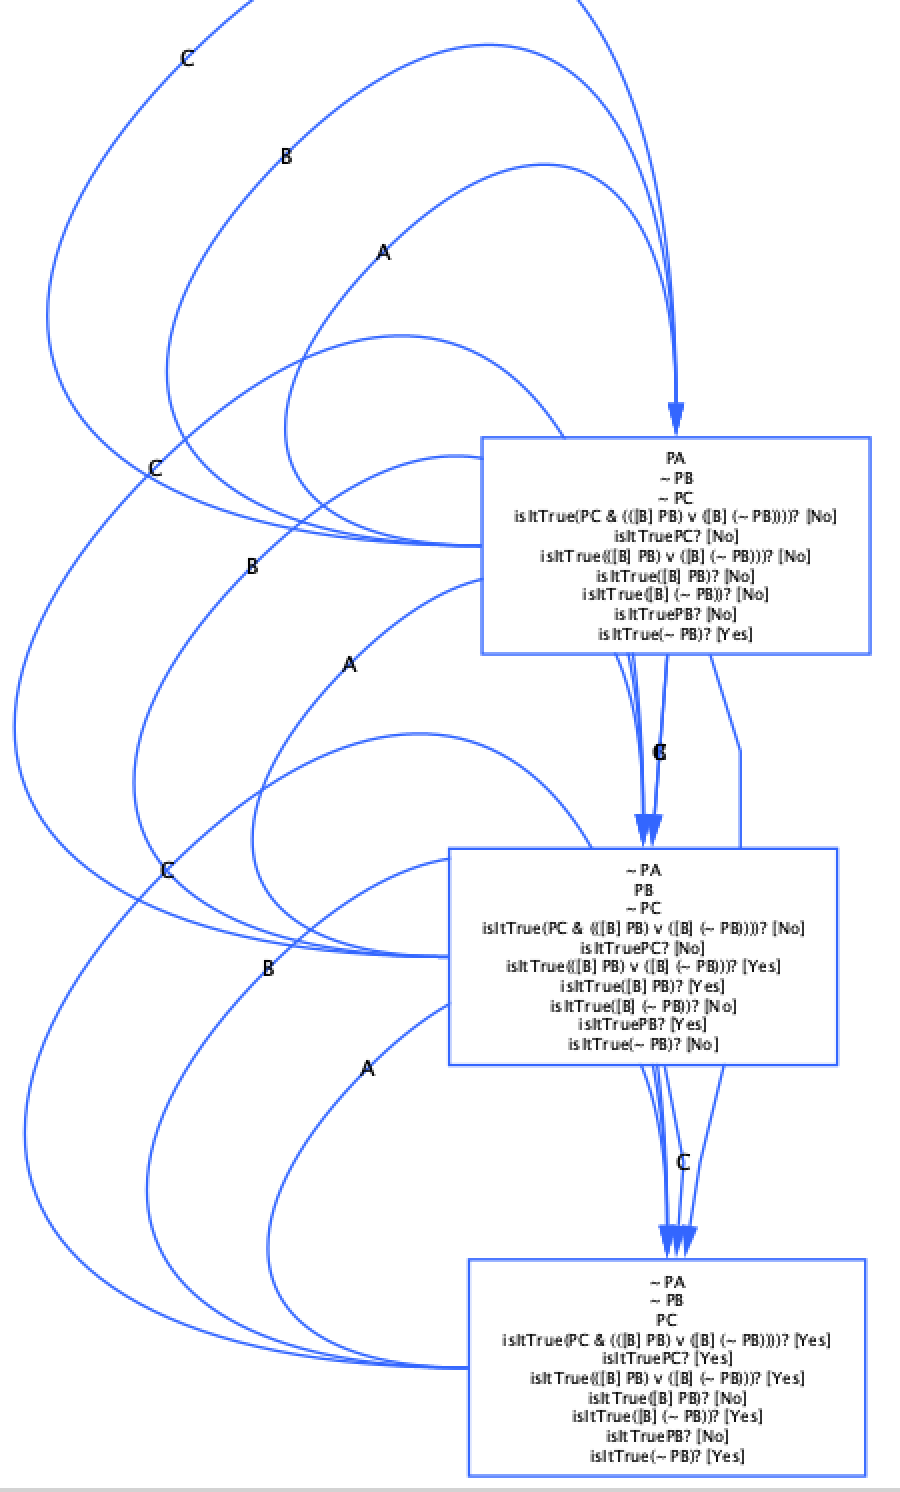 C
B
A
PA
~ PB
~ PC
isItTrue(PC & (([B] PB) v ([B] (~ PB))))? [No]
isItTruePC? [No]
isItTrue(([B] PB) v ([B] (~ PB)))? [No]
isItTrue([B] PB)? [No]
isItTrue([B] (~ PB))? [No]
isItTruePB? [No]
isItTrue(~ PB)? [Yes]
C
B
A
C
~ PA
PB
~ PC
isItTrue(PC & (([B] PB) v ([B] (~ PB))))? [No]
isItTruePC? [No]
isItTrue(([B] PB) v ([B] (~ PB)))? [Yes]
isItTrue([B] PB)? [Yes]
isItTrue([B] (~ PB))? [No]
isItTruePB? [Yes]
isItTrue(~ PB)? [No]
C
B
A
C
~ PA
~ PB
PC
isItTrue(PC & (([B] PB) v ([B] (~ PB))))? [Yes]
isItTruePC? [Yes]
isItTrue(([B] PB) v ([B] (~ PB)))? [Yes]
isItTrue([B] PB)? [No]
isItTrue([B] (~ PB))? [Yes]
isItTruePB? [No]
isItTrue(~ PB)? [Yes]